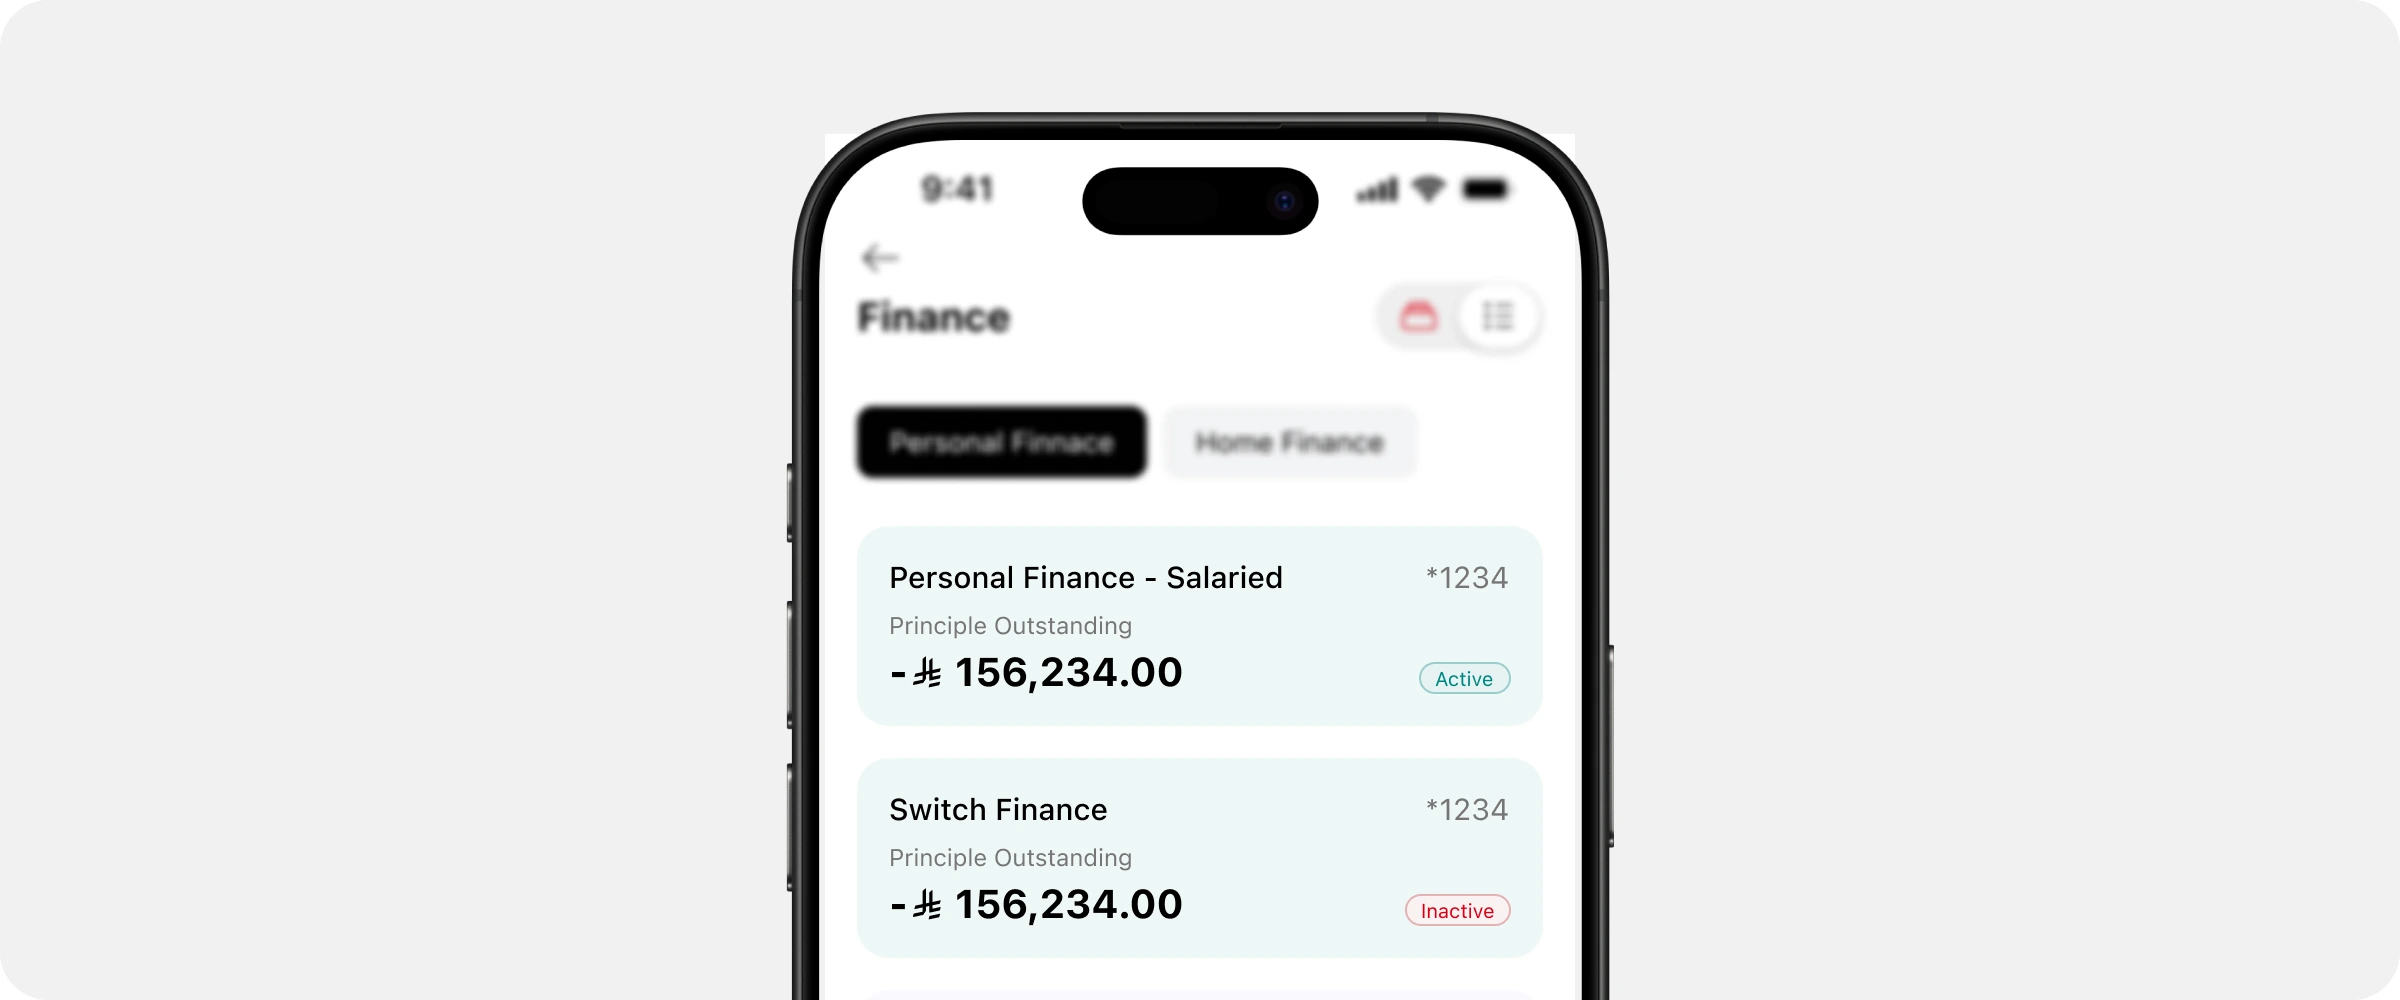 9:41
Finance
Personal Finnace
Home Finance
Personal Finance - Salaried
*1234
Principle Outstanding
-⃁ 156,234.00
Active
Switch Finance
*1234
Principle Outstanding
-⃁ 156,234.00
Inactive